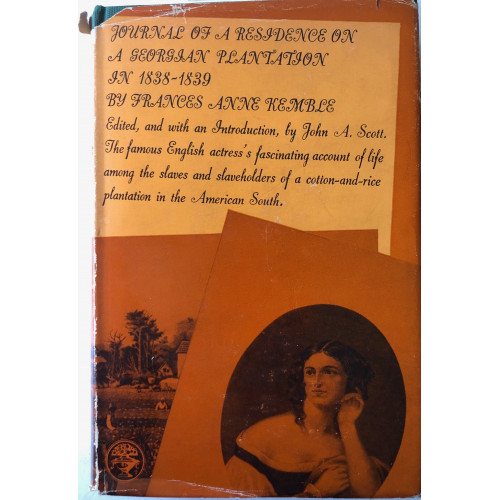 JOURNAL OF A RESIDENCE ON
A GEORGIAN PLANTATION
IN 1838-1839
BY FRANCES ANNE KEMBLE
Edited, and with an Introduction, by John A. Scott.
The famous English actress's fascinating account of life
among the slaves and slaveholders of a cotton-and-rice
plantation in the American South.